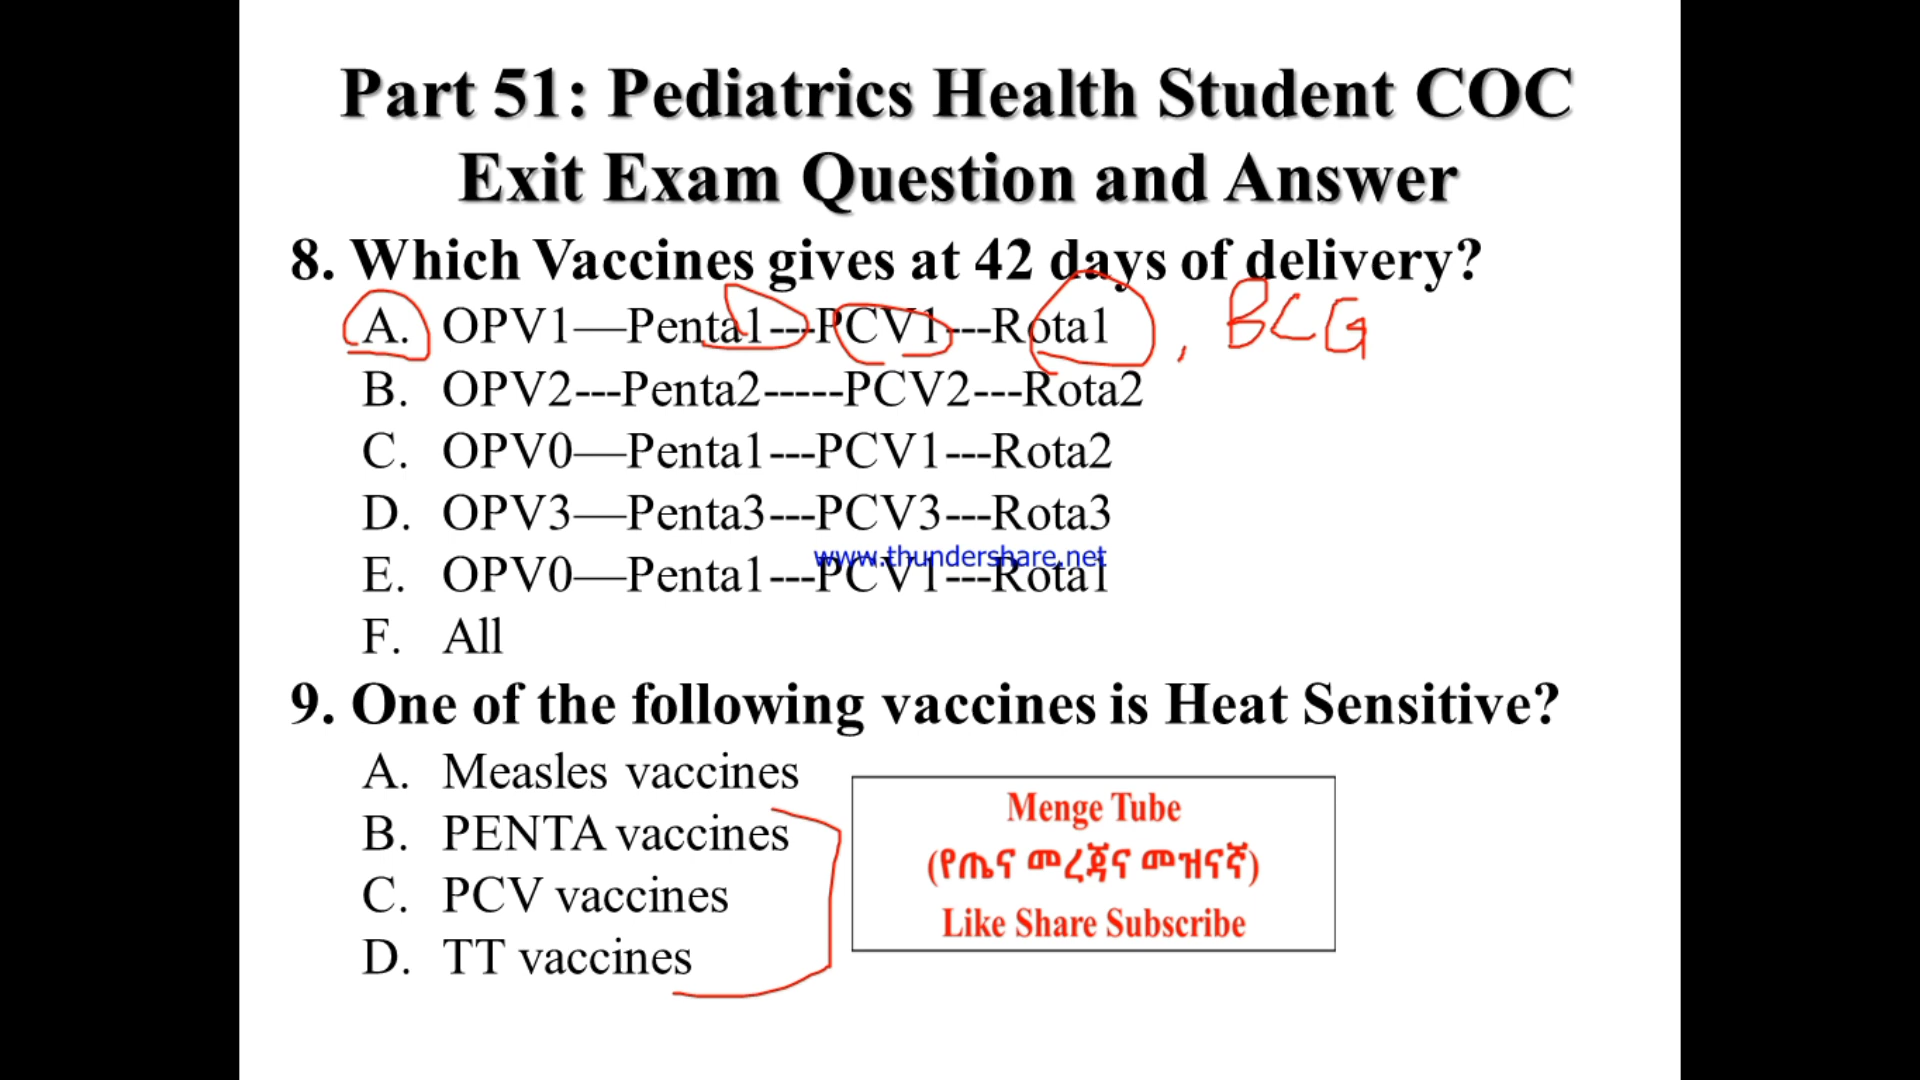 Part 51: Pediatrics Health Student COC
Exit Exam Question and Answer
8. Which Vaccines gives at 42 days of delivery?
A. OPV1—Penta1---PCV1---Rota1 , BCG
B. OPV2---Penta2-----PCV2---Rota2
C. OPV0—Penta1---PCV1---Rota2
D. OPV3—Penta3---PCV3---Rota3
www.thundershare.net
E. OPV0—Penta1---PCV1---Rota1
F. All
9. One of the following vaccines is Heat Sensitive?
A. Measles vaccines
B. PENTA vaccines
C. PCV vaccines
D. TT vaccines
Menge Tube
(የጤና መረጃና መዝናኛ)
Like Share Subscribe